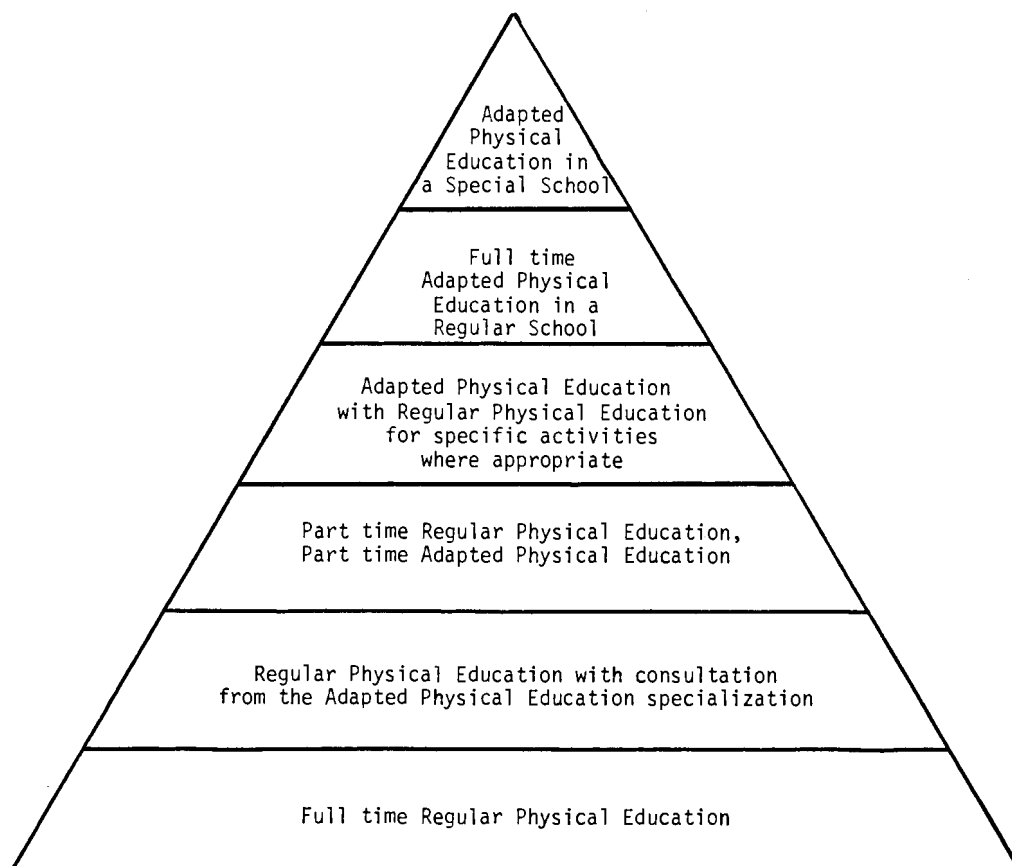 Adapted
Physical
Education in
a Special School
Full time
Adapted Physical
Education in a
Regular School
Adapted Physical Education
with Regular Physical Education
for specific activities
where appropriate
Part time Regular Physical Education,
Part time Adapted Physical Education
Regular Physical Education with consultation
from the Adapted Physical Education specialization
Full time Regular Physical Education